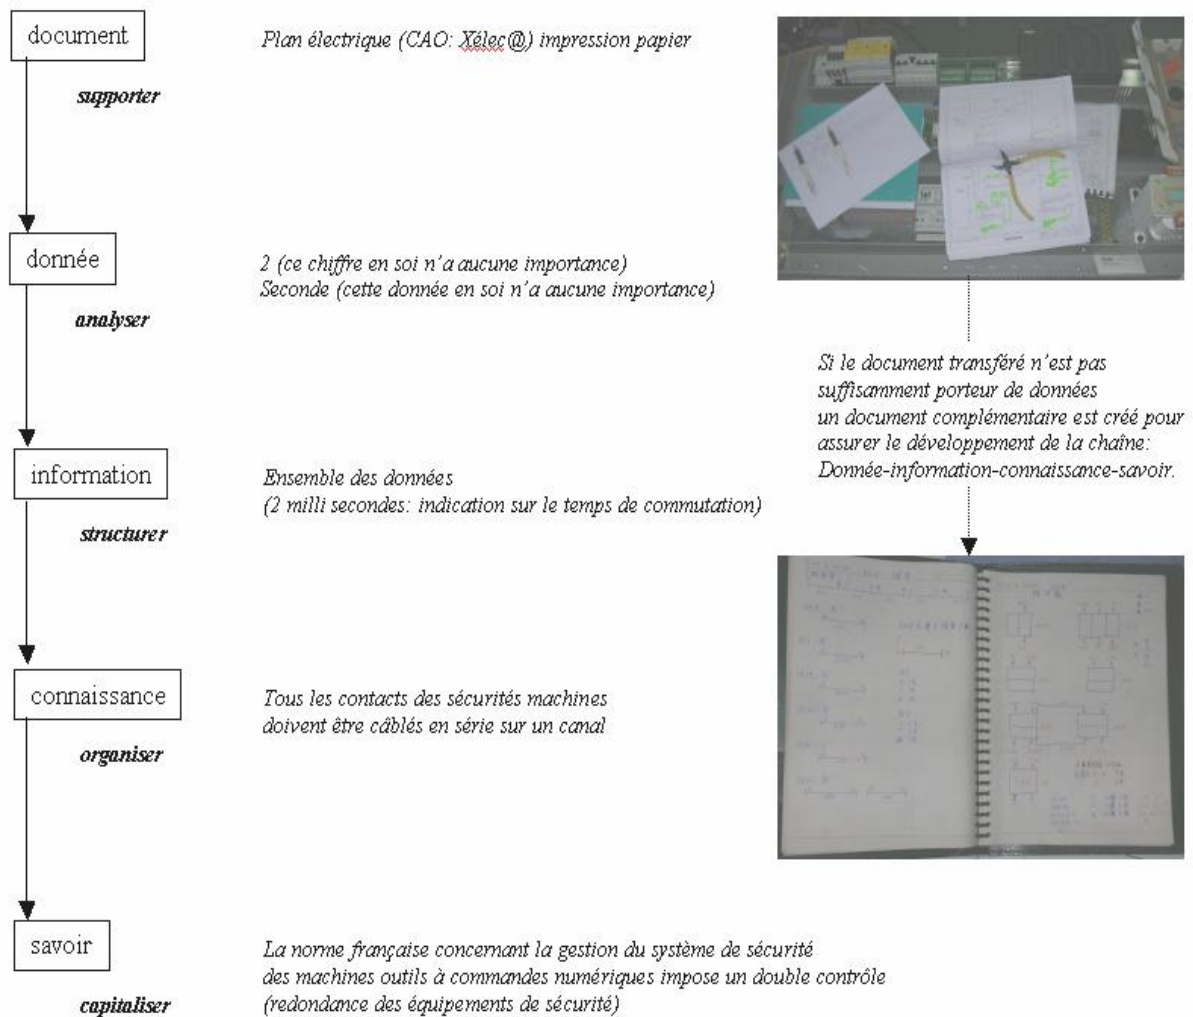 document
Plan électrique (CAO: Xélec@) impression papier
supporter
donnée
2 (ce chiffre en soi n'a aucune importance)
Seconde (cette donnée en soi n'a aucune importance)
analyser
Si le document transféré n'est pas
suffisamment porteur de données
un document complémentaire est créé pour
assurer le développement de la chaîne:
Donnée-information-connaissance-savoir.
information
Ensemble des données
(2 milli secondes: indication sur le temps de commutation)
structurer
connaissance
Tous les contacts des sécurités machines
doivent être câblés en série sur un canal
organiser
savoir
La norme française concernant la gestion du système de sécurité
des machines outils à commandes numériques impose un double contrôle
(redondance des équipements de sécurité)
capitaliser